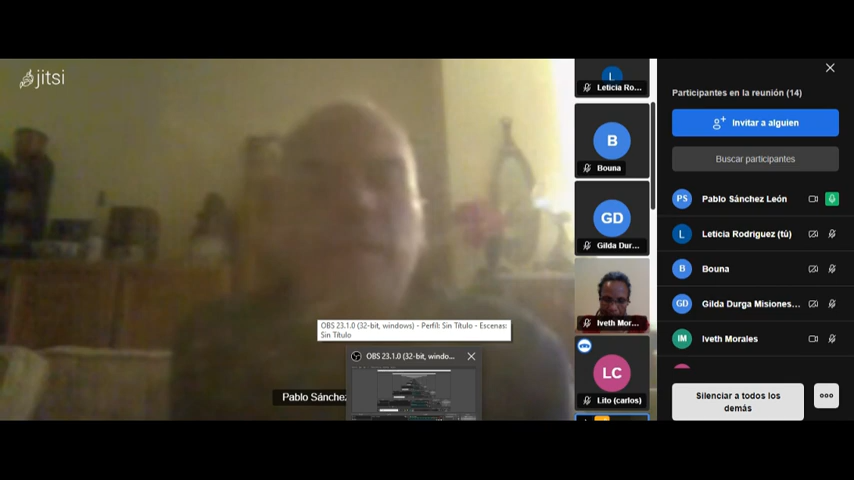 jitsi
Leticia Ro...
B
Bouna
GD
Gilda Dur...
Iveth Mor...
LC
Lito (carlos)
OBS 23.1.0 (32-bit, windows) - Perfil: Sin Título - Escenas:
Sin Título
OBS 23.1.0 (32-bit, windo...
Pablo Sánchez
Participantes en la reunión (14)
Invitar a alguien
Buscar participantes
PS Pablo Sánchez León
L Leticia Rodriguez (tú)
B Bouna
GD Gilda Durga Misiones...
IM Iveth Morales
Silenciar a todos los
demás